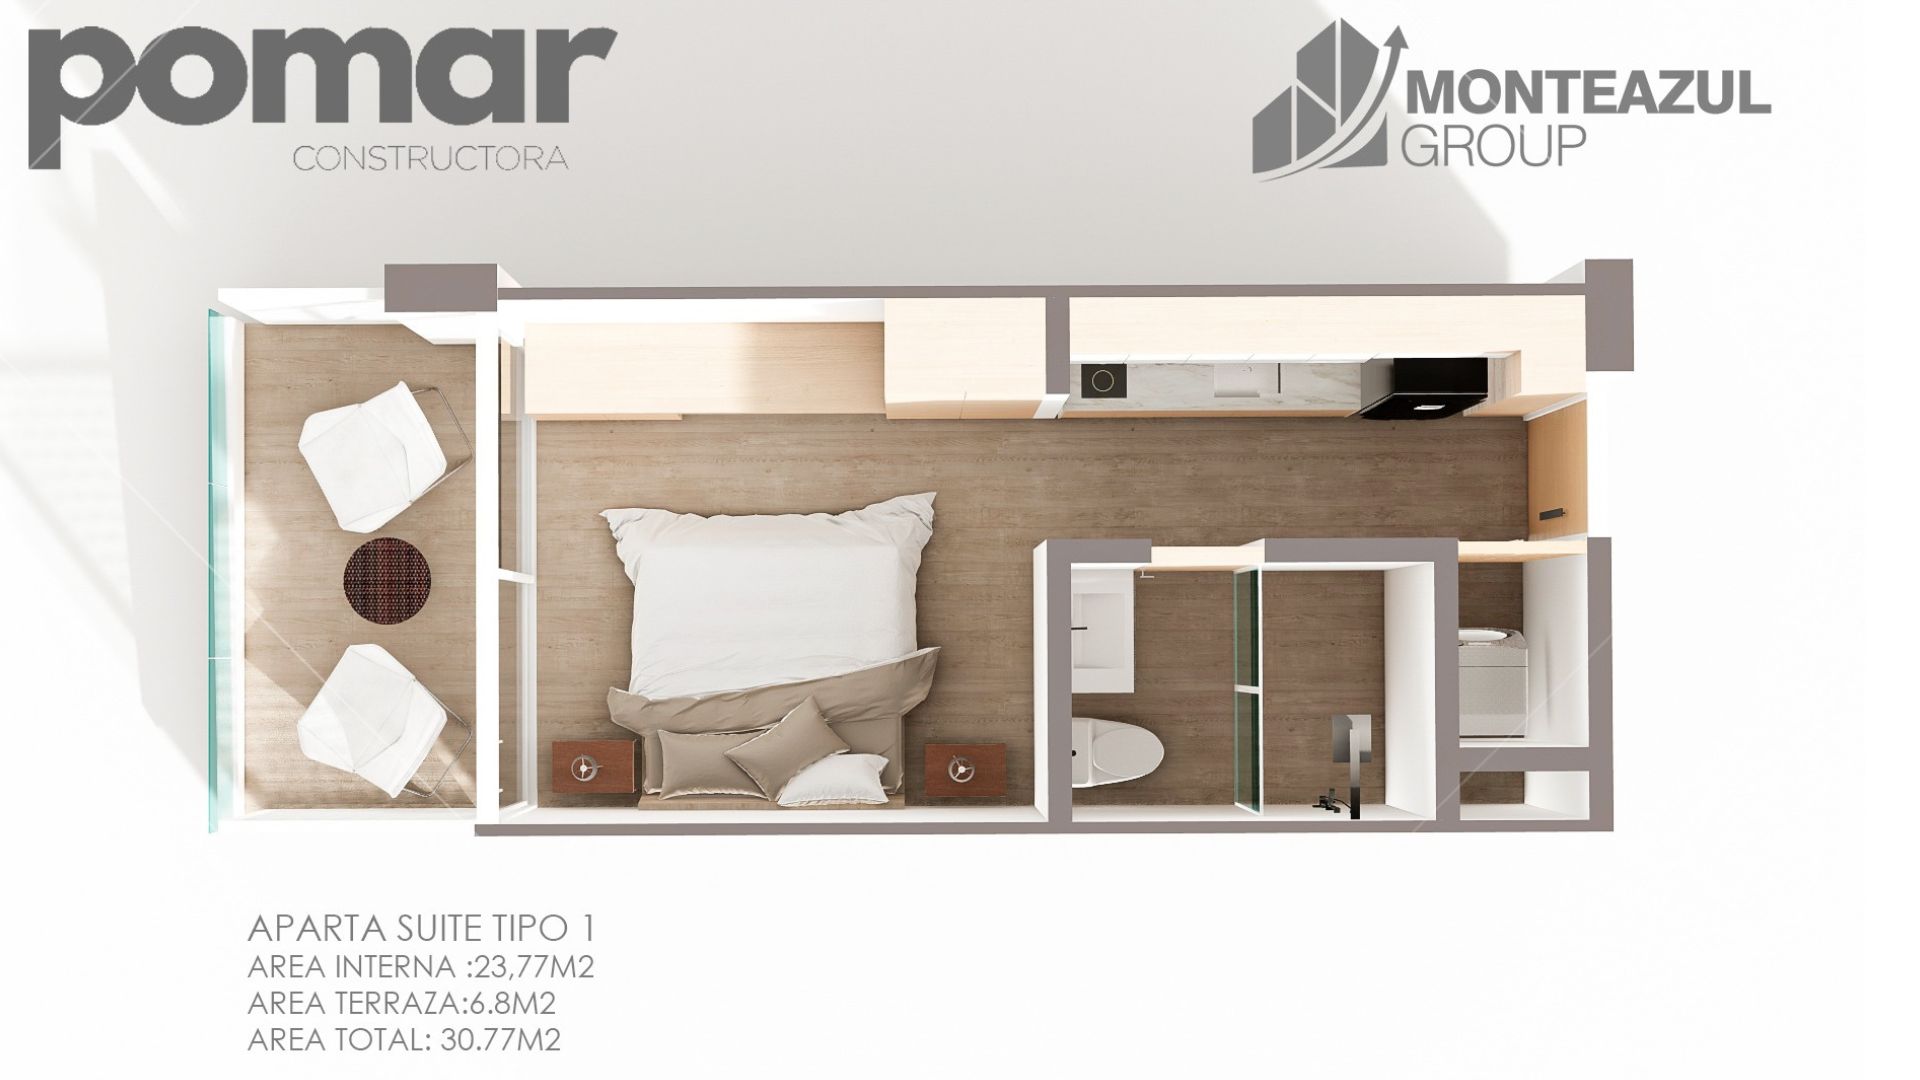 pomar
CONSTRUCTORA
MONTEAZUL
GROUP
APARTA SUITE TIPO 1
AREA INTERNA :23,77M2
AREA TERRAZA:6.8M2
AREA TOTAL: 30.77M2